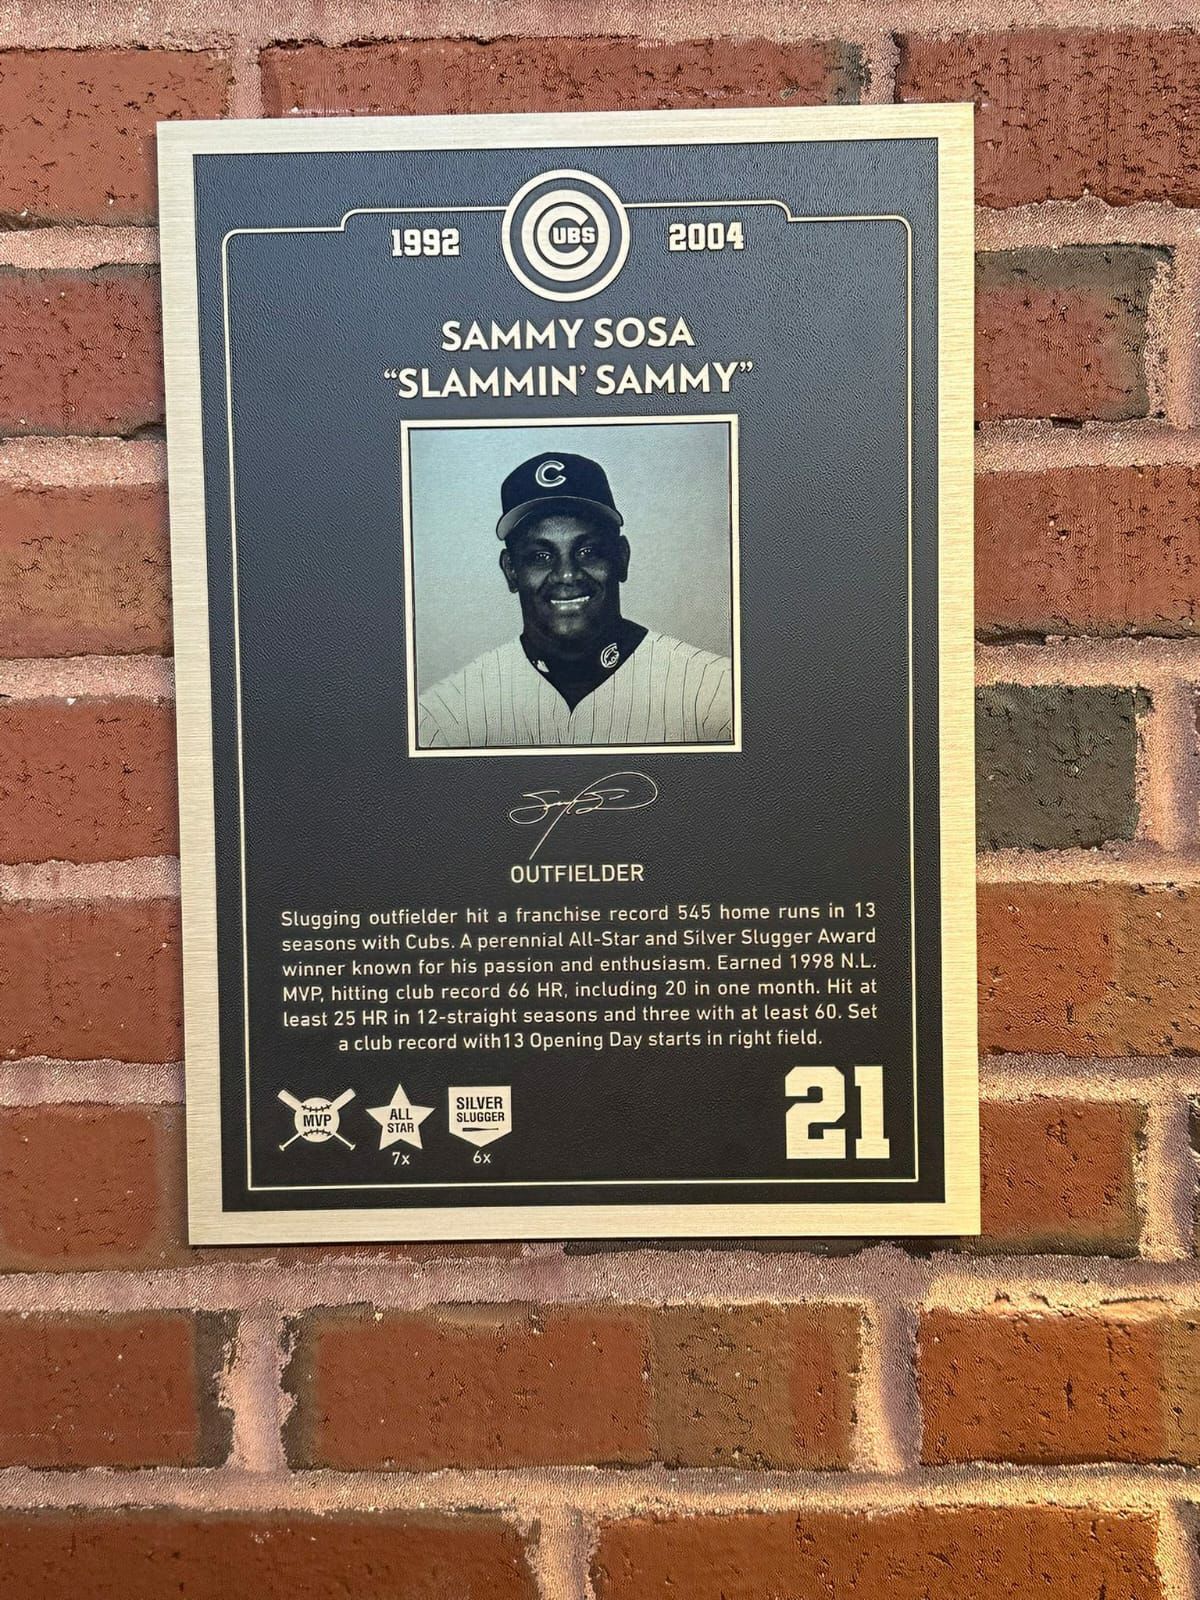 1992 CUBS 2004
SAMMY SOSA
“SLAMMIN’ SAMMY”
C
OUTFIELDER
Slugging outfielder hit a franchise record 545 home runs in 13
seasons with Cubs. A perennial All-Star and Silver Slugger Award
winner known for his passion and enthusiasm. Earned 1998 N.L.
MVP, hitting club record 66 HR, including 20 in one month. Hit at
least 25 HR in 12-straight seasons and three with at least 60. Set
a club record with13 Opening Day starts in right field.
MVP
ALL
STAR
7x
SILVER
SLUGGER
6x
21